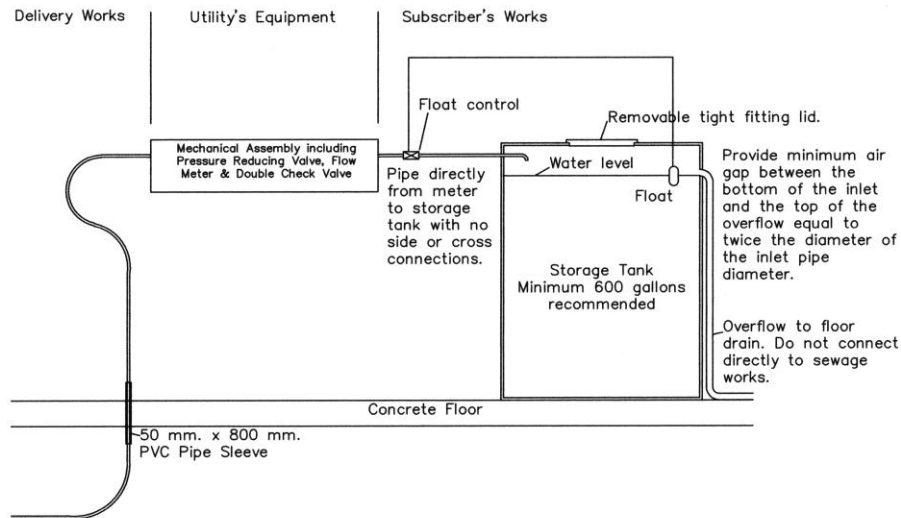 Delivery Works
Utility's Equipment
Subscriber's Works
Float control
Removable tight fitting lid.
Mechanical Assembly including
Pressure Reducing Valve, Flow
Meter & Double Check Valve
Water level
Float
Pipe directly
from meter
to storage
tank with no
side or cross
connections.
Provide minimum air
gap between the
bottom of the inlet
and the top of the
overflow equal to
twice the diameter of
the inlet pipe
diameter.
Storage Tank
Minimum 600 gallons
recommended
Overflow to floor
drain. Do not connect
directly to sewage
works.
Concrete Floor
50 mm. x 800 mm.
PVC Pipe Sleeve